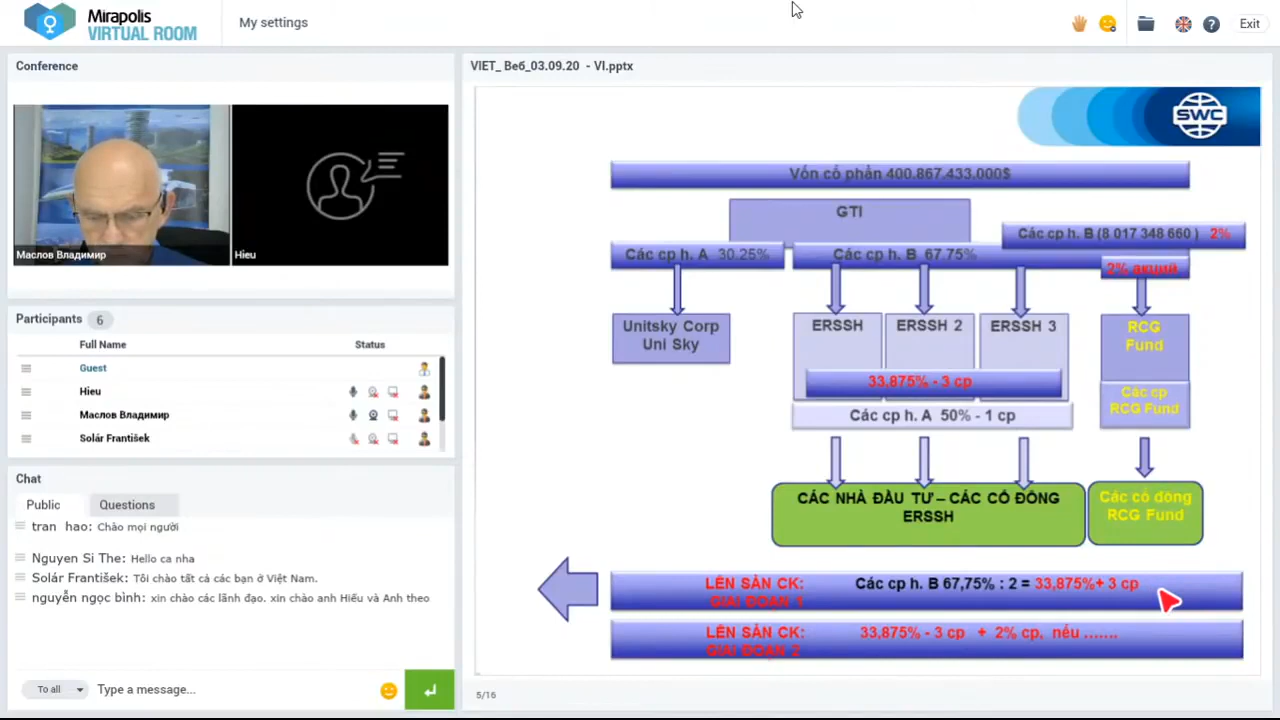 Mirapolis
VIRTUAL ROOM
My settings
Exit
Conference
Маслов Владимир
Hieu
Participants 6
Full Name Status
Guest
Hieu
Маслов Владимир
Solár František
Chat
Public Questions
tran hao: Chào mọi người
Nguyen Si The: Hello ca nha
Solár František: Tôi chào tất cả các bạn ở Việt Nam.
nguyễn ngọc bình: xin chào các lãnh đạo. xin chào anh Hiếu và Anh theo
To all Type a message...
VIET_ Веб_03.09.20 - VI.pptx
SWC
Vốn cổ phần 400.867.433.000$
GTI
Các cp h. B (8 017 348 660 ) 2%
Các cp h. A 30.25%
Các cp h. B 67.75%
2% акций
Unitsky Corp
Uni Sky
ERSSH
ERSSH 2
ERSSH 3
RCG
Fund
33,875% - 3 cp
Các cp
RCG Fund
Các cp h. A 50% - 1 cp
CÁC NHÀ ĐẦU TƯ – CÁC CỔ ĐÔNG
ERSSH
Các cổ đông
RCG Fund
LÊN SÀN CK: Các cp h. B 67,75% : 2 = 33,875%+ 3 cp
GIAI ĐOẠN 1
LÊN SÀN CK: 33,875% - 3 cp + 2% cp, nếu .......
GIAI ĐOẠN 2
5/16